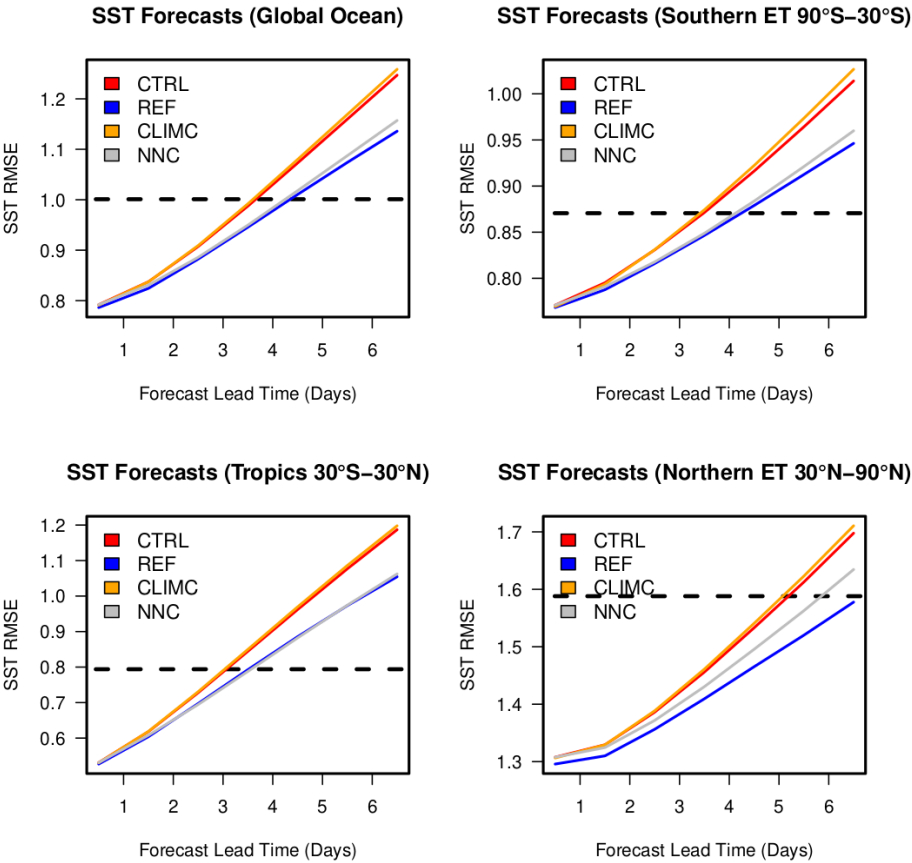 SST Forecasts (Global Ocean)
SST RMSE
1.2
1.1
1.0
0.9
0.8
CTRL
REF
CLIMC
NNC
1 2 3 4 5 6
Forecast Lead Time (Days)
SST Forecasts (Southern ET 90°S−30°S)
SST RMSE
1.00
0.95
0.90
0.85
0.80
CTRL
REF
CLIMC
NNC
1 2 3 4 5 6
Forecast Lead Time (Days)
SST Forecasts (Tropics 30°S−30°N)
SST RMSE
1.2
1.1
1.0
0.9
0.8
0.7
0.6
CTRL
REF
CLIMC
NNC
1 2 3 4 5 6
Forecast Lead Time (Days)
SST Forecasts (Northern ET 30°N−90°N)
SST RMSE
1.7
1.6
1.5
1.4
1.3
CTRL
REF
CLIMC
NNC
1 2 3 4 5 6
Forecast Lead Time (Days)